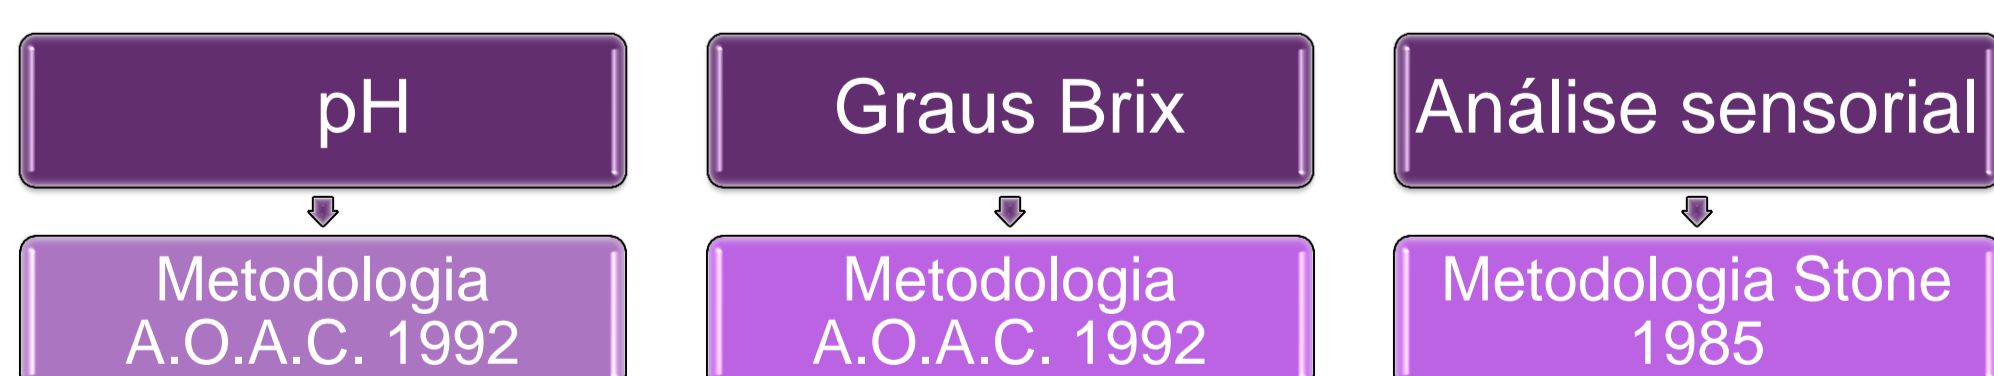 pH
Graus Brix
Análise sensorial
Metodologia
A.O.A.C. 1992
Metodologia
A.O.A.C. 1992
Metodologia Stone
1985